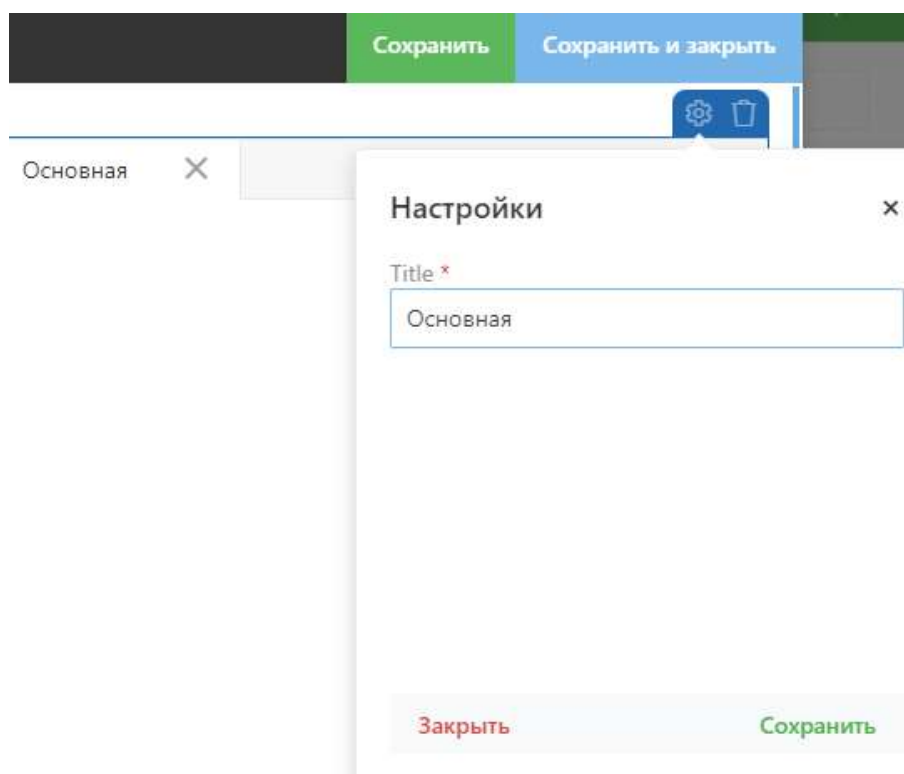 Сохранить Сохранить и закрыть
Основная
Настройки
Title *
Основная
Закрыть Сохранить